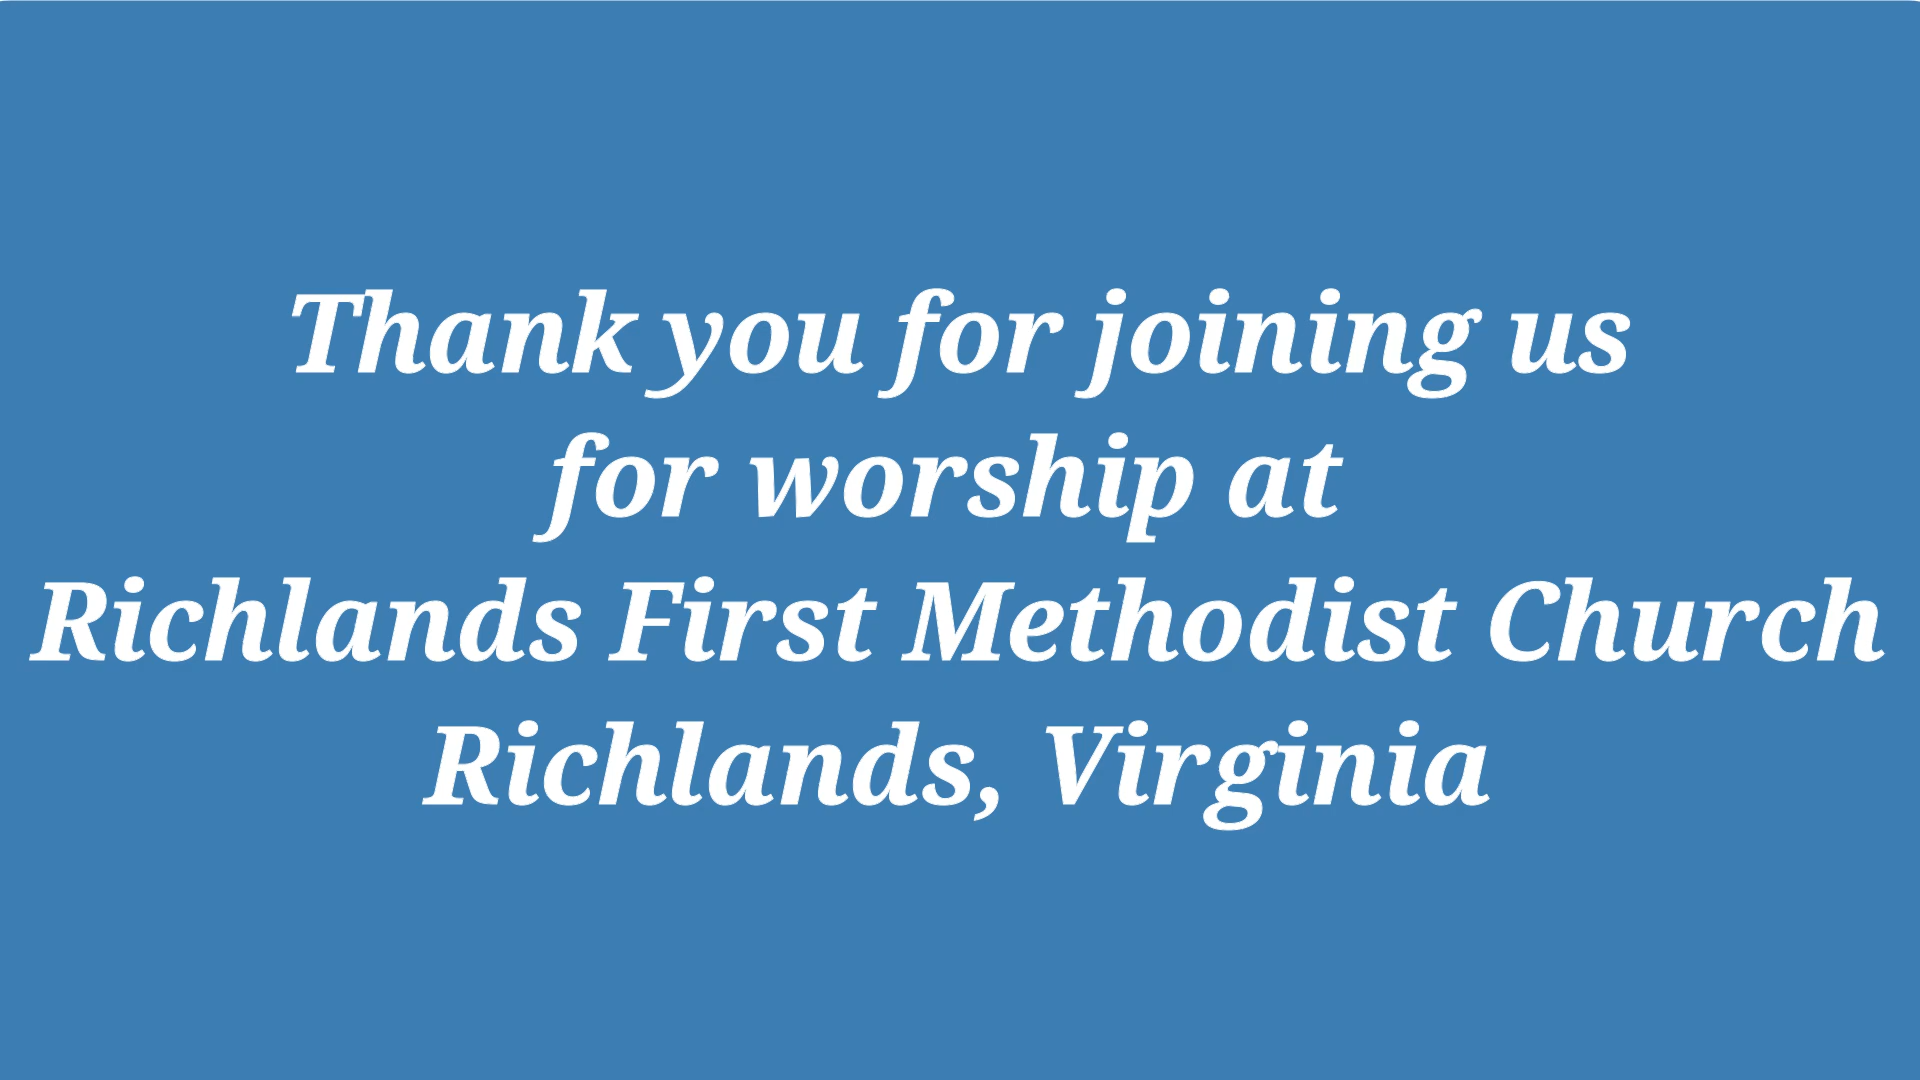 Thank you for joining us
for worship at
Richlands First Methodist Church
Richlands, Virginia